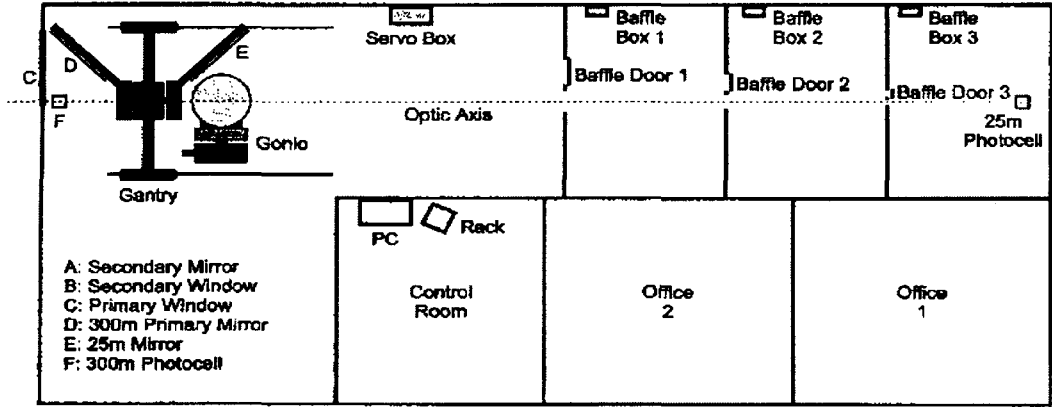 Servo Box
Baffle
Box 1
Baffle
Box 2
Baffle
Box 3
C
D
E
Baffle Door 1
Baffle Door 2
Baffle Door 3
F
Optic Axis
25m
Photocell
Gonio
Gantry
PC
Rack
A: Secondary Mirror
B: Secondary Window
C: Primary Window
D: 300m Primary Mirror
E: 25m Mirror
F: 300m Photocell
Control
Room
Office
2
Office
1